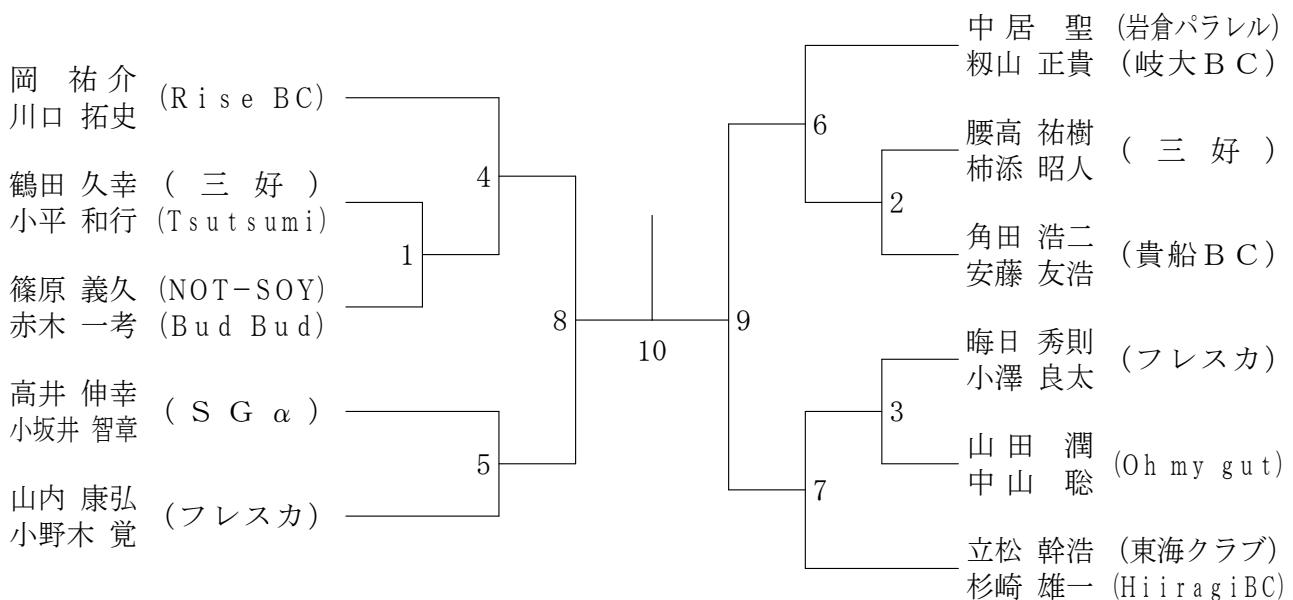 岡 祐介 (Rise BC)
川口 拓史
鶴田 久幸 (三好)
小平 和行 (Tsutsumi)
篠原 義久 (NOT-SOY)
赤木 一考 (Bud Bud)
高井 伸幸 (SGα)
小坂井 智章
山内 康弘 (フレスカ)
小野木 覚
4
1
8
5
10
9
6
2
3
7
中居 聖 (岩倉パラレル)
籾山 正貴 (岐大BC)
腰高 祐樹 (三好)
柿添 昭人
角田 浩二 (貴船BC)
安藤 友浩
晦日 秀則 (フレスカ)
小澤 良太
山田 潤 (Oh my gut)
中山 聡
立松 幹浩 (東海クラブ)
杉崎 雄一 (HiiragiBC)